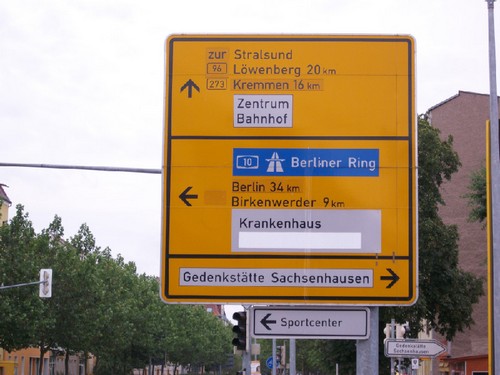 zur Stralsund
96 Löwenberg 20 km
273 Kremmen 16 km
Zentrum
Bahnhof
10 Berliner Ring
Berlin 34 km
Birkenwerder 9 km
Krankenhaus
Gedenkstätte Sachsenhausen
Sportcenter
Gedenkstätte
Sachsenhausen